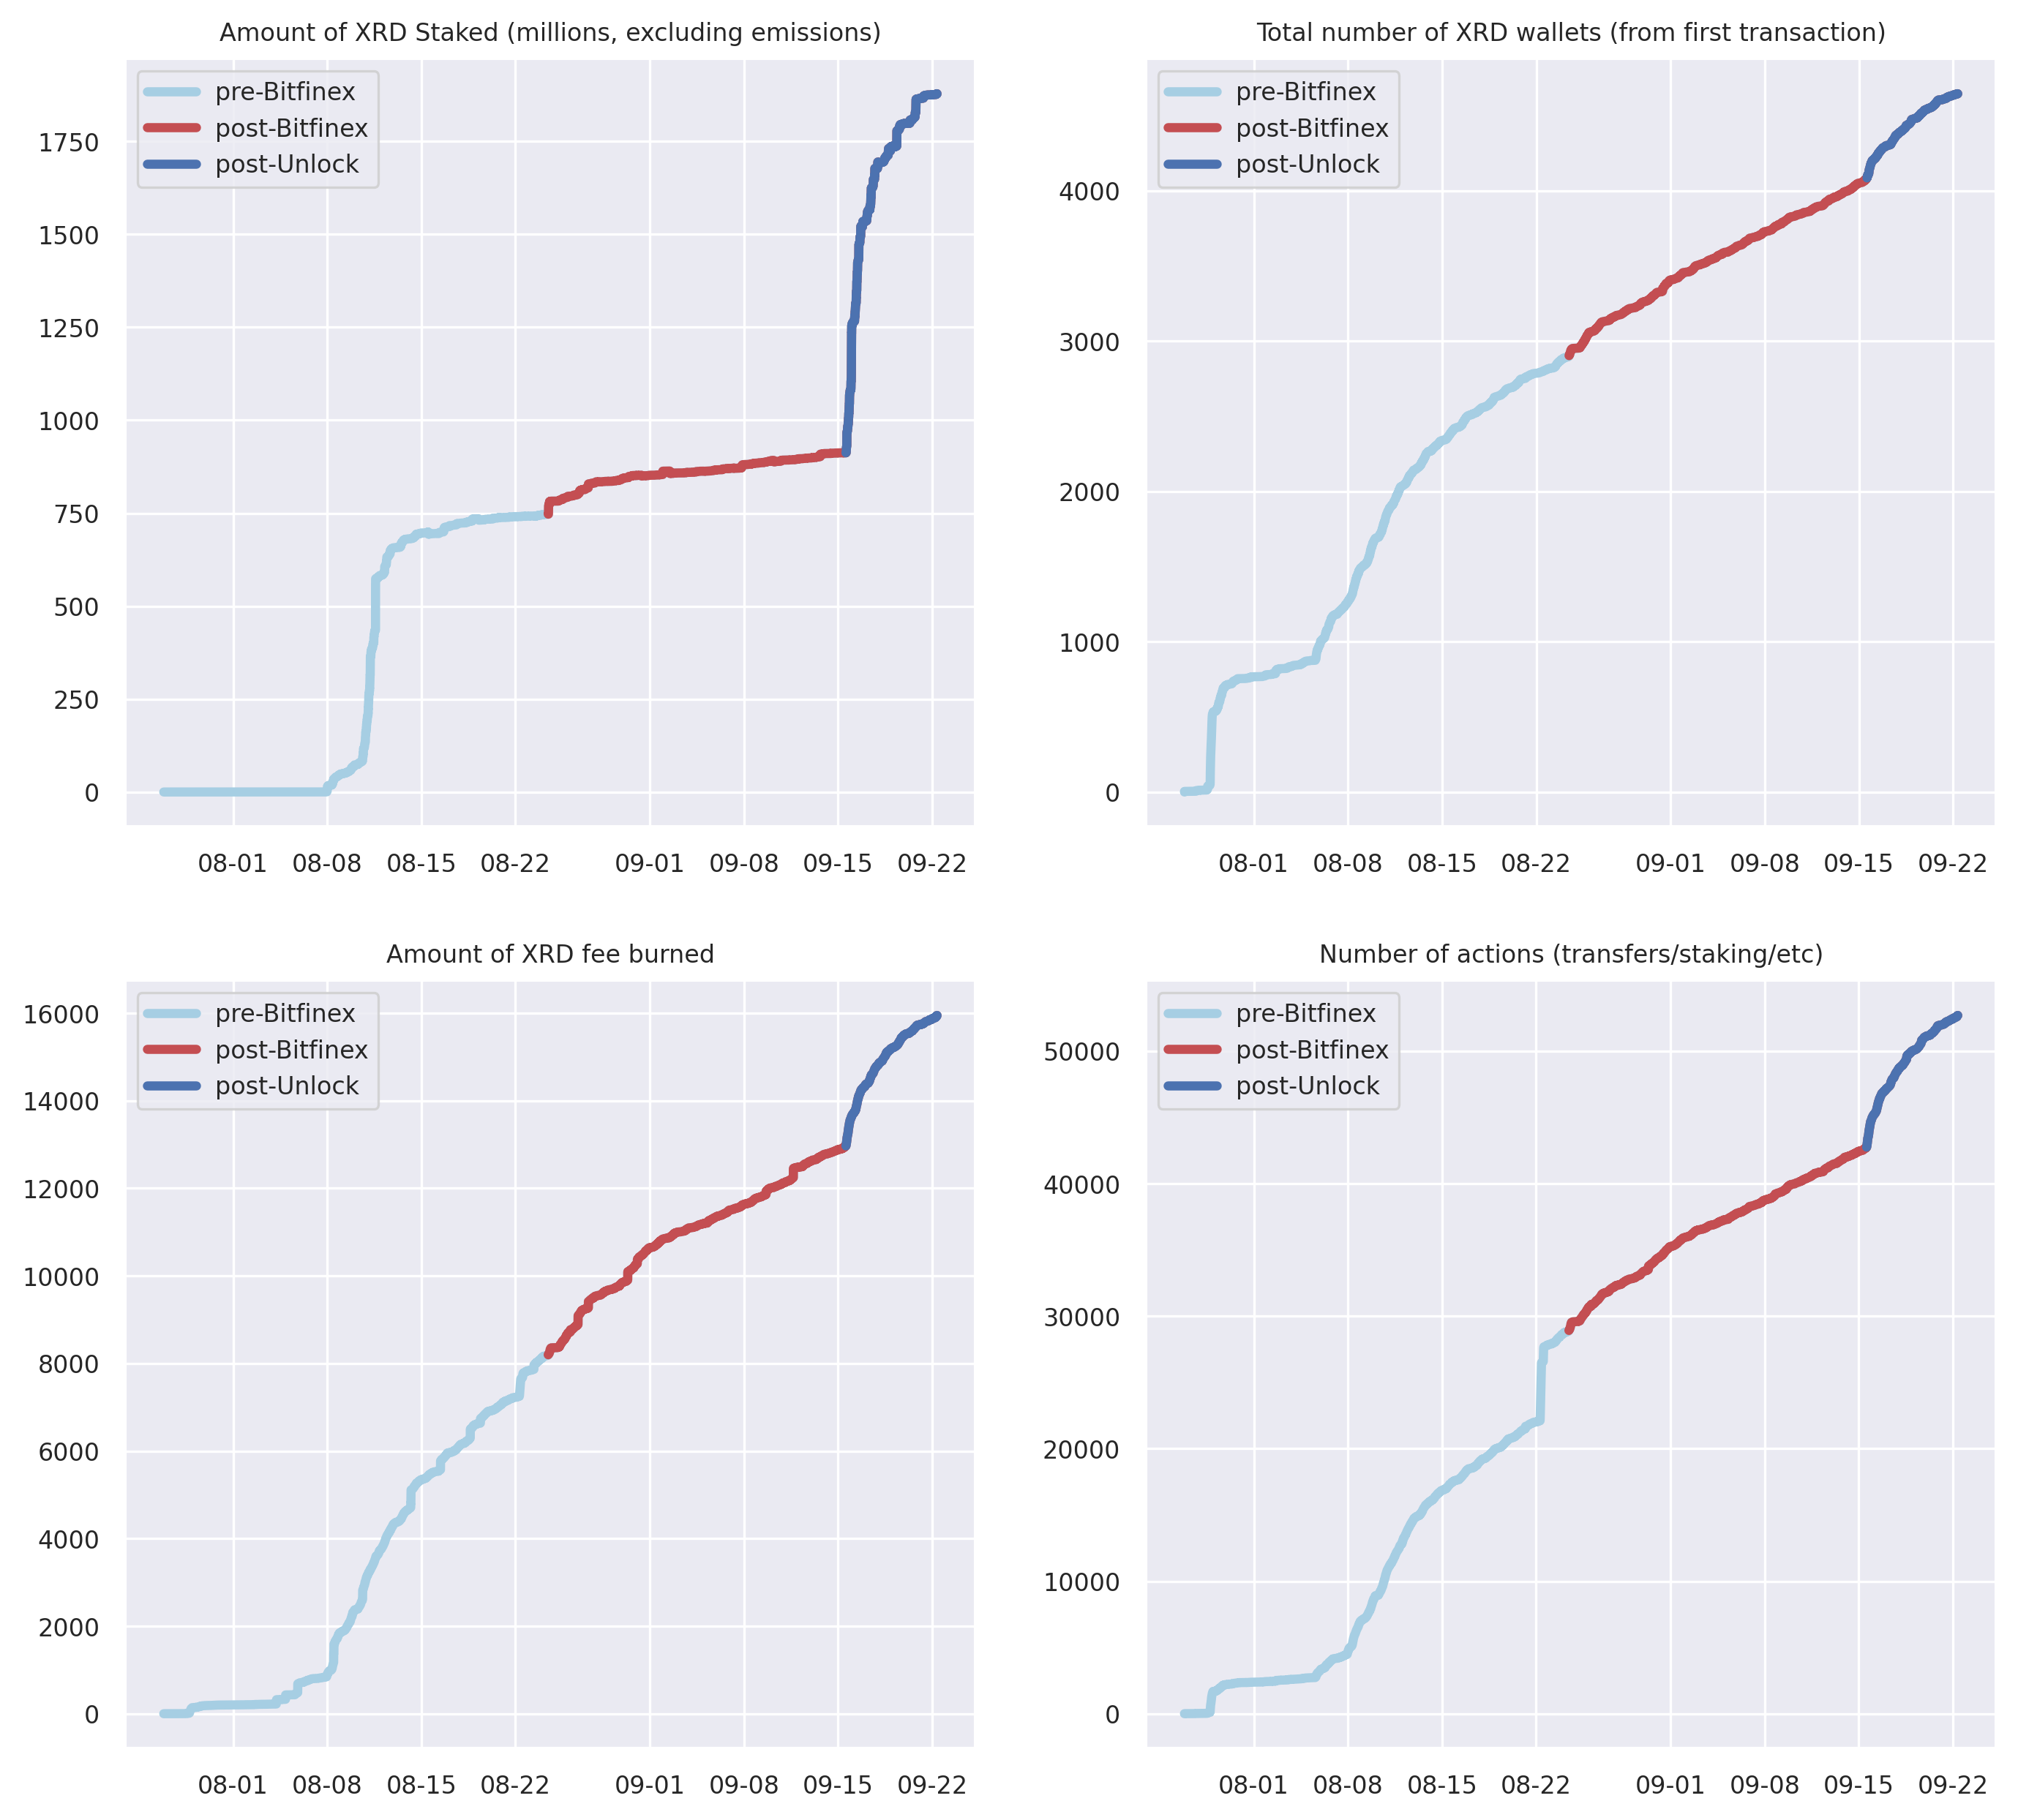 Amount of XRD Staked (millions, excluding emissions)
pre-Bitfinex
post-Bitfinex
post-Unlock
1750
1500
1250
1000
750
500
250
0
08-01 08-08 08-15 08-22 09-01 09-08 09-15 09-22
Total number of XRD wallets (from first transaction)
pre-Bitfinex
post-Bitfinex
post-Unlock
4000
3000
2000
1000
0
08-01 08-08 08-15 08-22 09-01 09-08 09-15 09-22
Amount of XRD fee burned
pre-Bitfinex
post-Bitfinex
post-Unlock
16000
14000
12000
10000
8000
6000
4000
2000
0
08-01 08-08 08-15 08-22 09-01 09-08 09-15 09-22
Number of actions (transfers/staking/etc)
pre-Bitfinex
post-Bitfinex
post-Unlock
50000
40000
30000
20000
10000
0
08-01 08-08 08-15 08-22 09-01 09-08 09-15 09-22